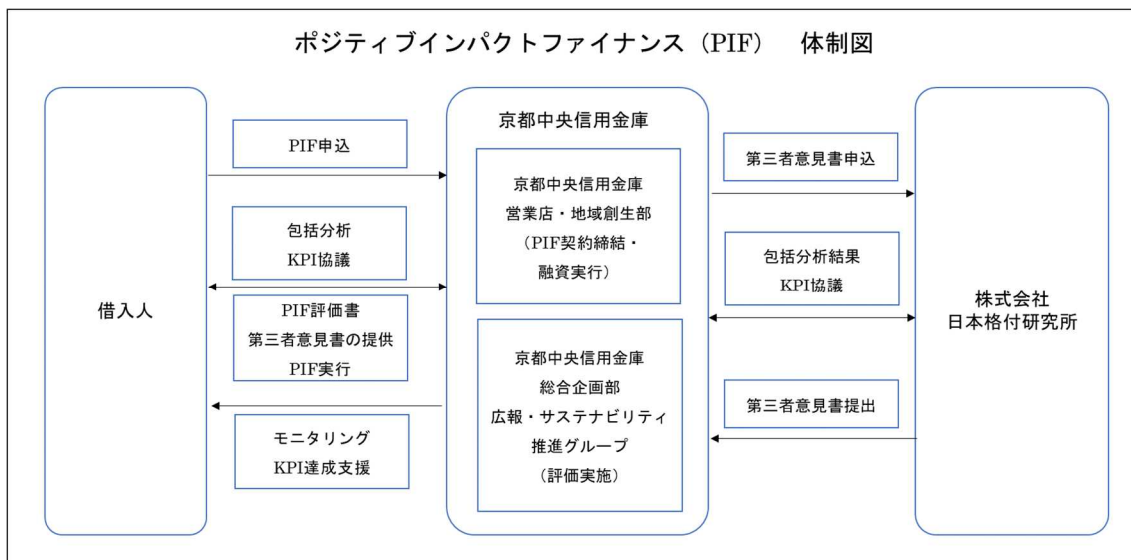 ポジティブインパクトファイナンス（PIF）　体制図
借入人
PIF申込
包括分析
KPI協議
PIF評価書
第三者意見書の提供
PIF実行
モニタリング
KPI達成支援
京都中央信用金庫
京都中央信用金庫
営業店・地域創生部
（PIF契約締結・
融資実行）
京都中央信用金庫
総合企画部
広報・サステナビリティ
推進グループ
（評価実施）
第三者意見書申込
包括分析結果
KPI協議
第三者意見書提出
株式会社
日本格付研究所